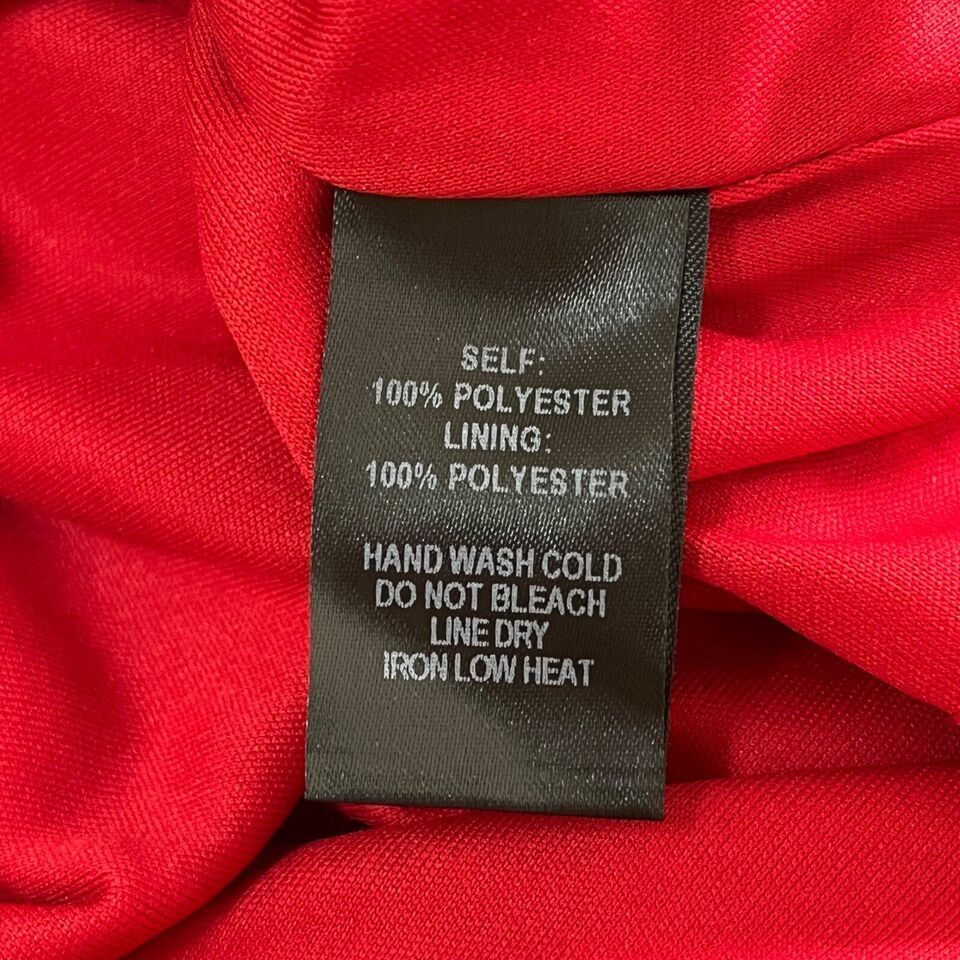 SELF:
100% POLYESTER
LINING:
100% POLYESTER
HAND WASH COLD
DO NOT BLEACH
LINE DRY
IRON LOW HEAT